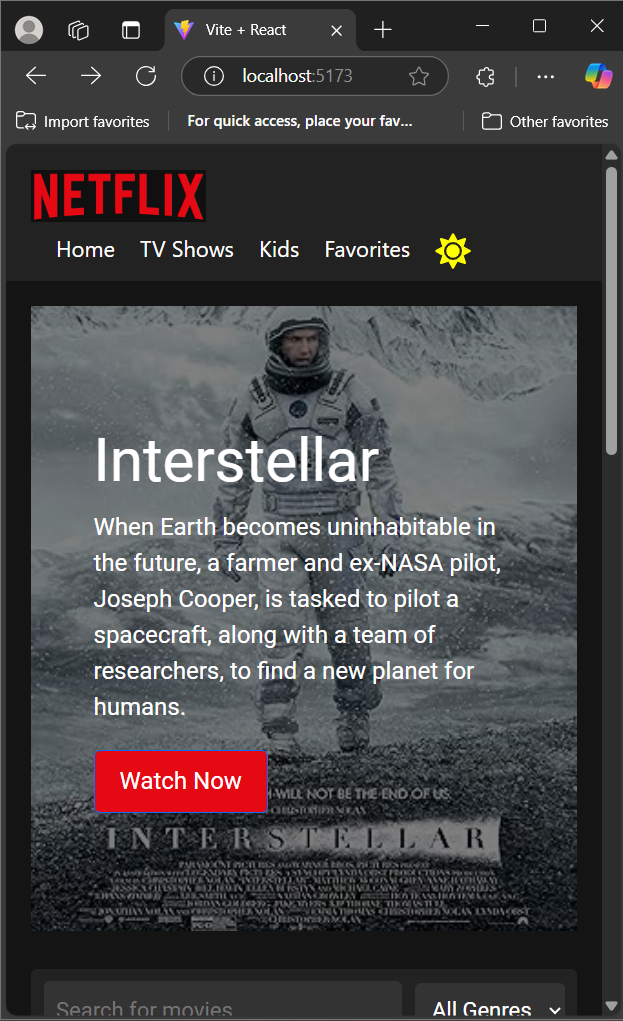 Vite + React
localhost:5173
Import favorites
For quick access, place your fav...
Other favorites
NETFLIX
Home
TV Shows
Kids
Favorites
Interstellar
When Earth becomes uninhabitable in
the future, a farmer and ex-NASA pilot,
Joseph Cooper, is tasked to pilot a
spacecraft, along with a team of
researchers, to find a new planet for
humans.
Watch Now
WILL NOT BE THE END OF US.
CHRISTOPHER NOLAN
INTERSTELLAR
Search for movies...
All Genres